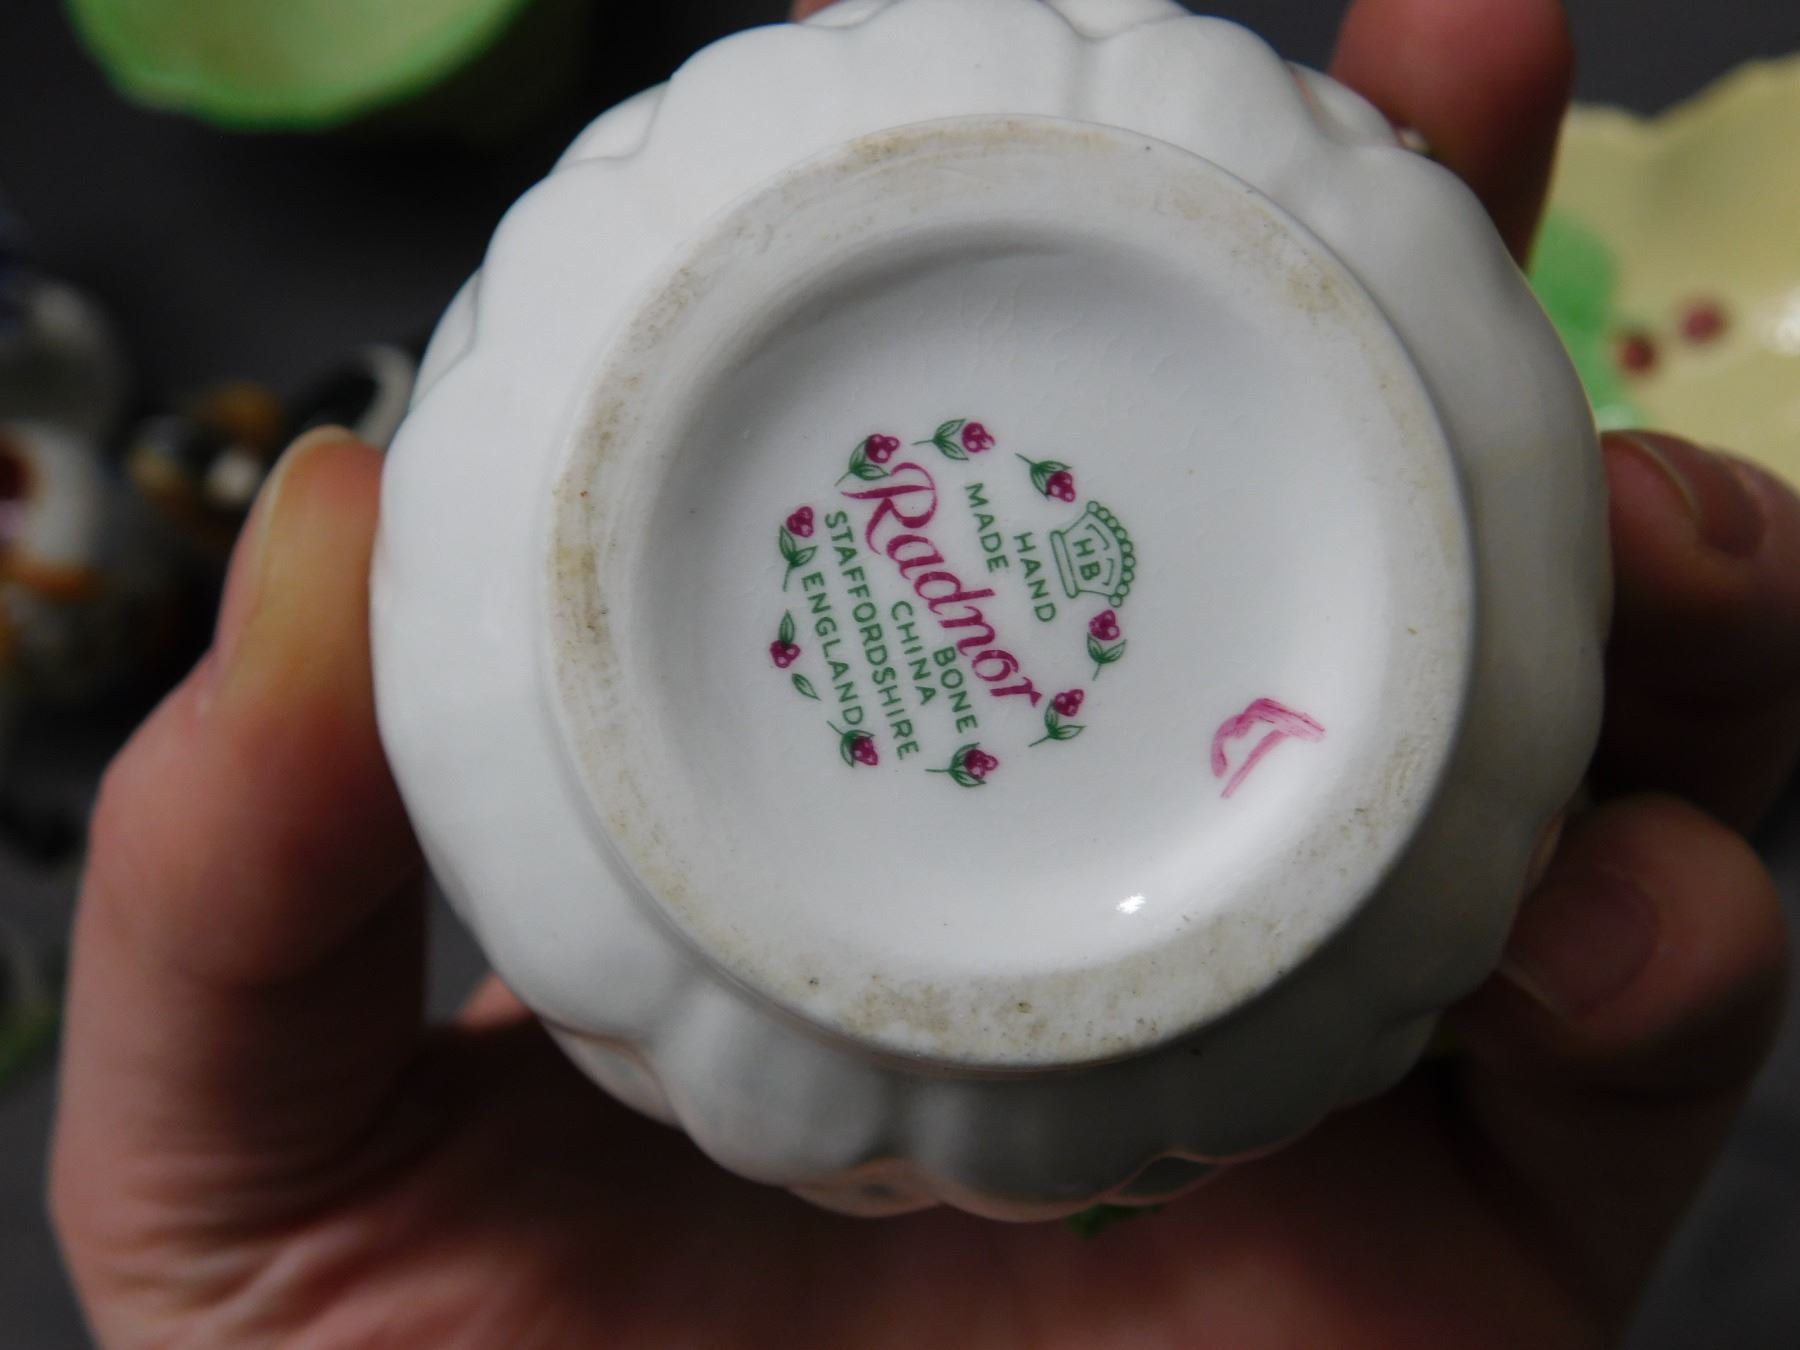 HB
HAND
MADE
Radnor
BONE
CHINA
STAFFORDSHIRE
ENGLAND